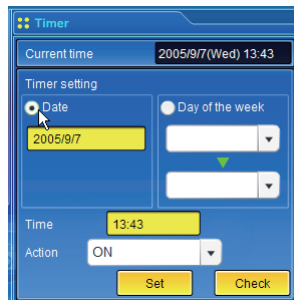 Timer
Current time 2005/9/7(Wed) 13:43
Timer setting
Date Day of the week
2005/9/7
Time 13:43
Action ON
Set Check